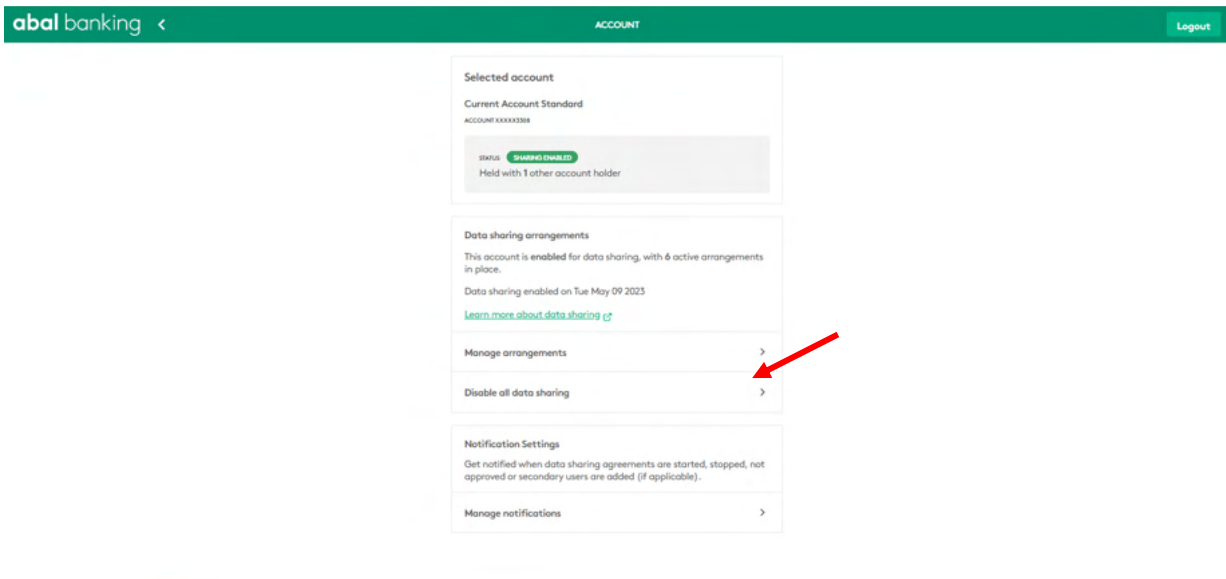 abal banking
ACCOUNT
Logout
Selected account
Current Account Standard
ACCOUNT XXXXX3308
STATUS SHARING ENABLED
Held with 1 other account holder
Data sharing arrangements
This account is enabled for data sharing, with 6 active arrangements
in place.
Data sharing enabled on Tue May 09 2023
Learn more about data sharing
Manage arrangements
Disable all data sharing
Notification Settings
Get notified when data sharing agreements are started, stopped, not
approved or secondary users are added (if applicable).
Manage notifications